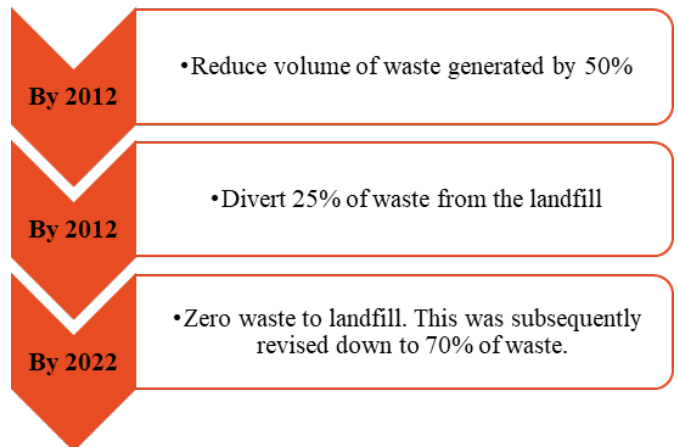 By 2012
•Reduce volume of waste generated by 50%
By 2012
•Divert 25% of waste from the landfill
By 2022
•Zero waste to landfill. This was subsequently
revised down to 70% of waste.